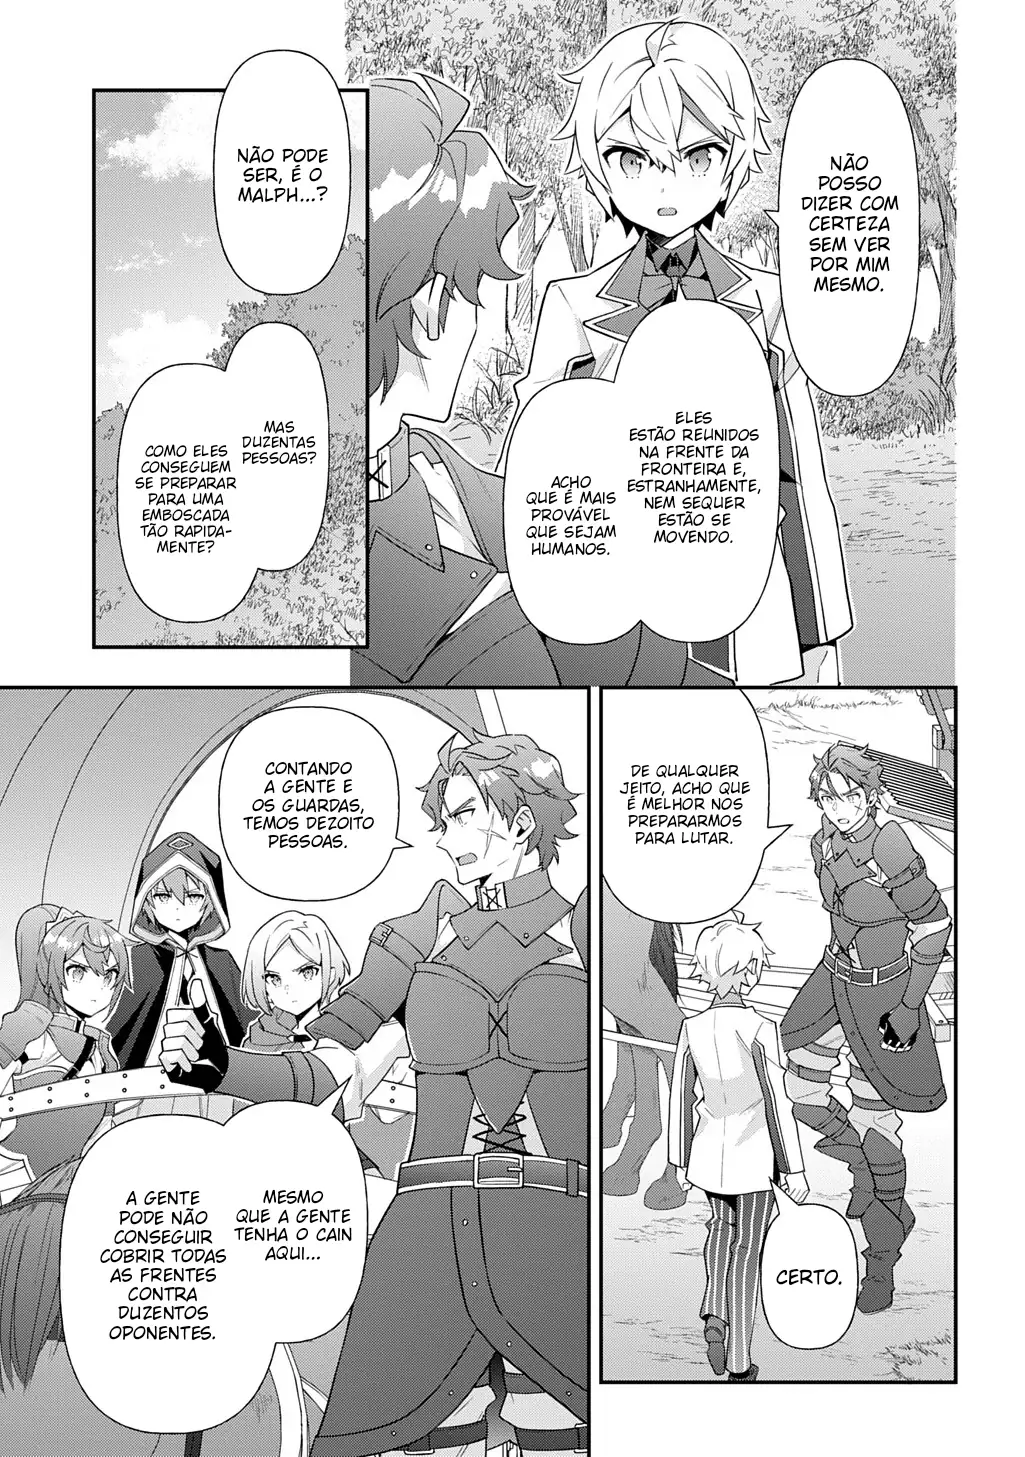 NÃO
POSSO
DIZER COM
CERTEZA
SEM VER
POR MIM
MESMO.
ELES
ESTÃO REUNIDOS
NA FRENTE DA
FRONTEIRA E,
ESTRANHAMENTE,
NEM SEQUER
ESTÃO SE
MOVENDO.
ACHO
QUE É MAIS
PROVÁVEL
QUE SEJAM
HUMANOS.
NÃO PODE
SER, É O
MALPH...?
MAS
DUZENTAS
PESSOAS?
COMO ELES
CONSEGUEM
SE PREPARAR
PARA UMA
EMBOSCADA
TÃO RAPIDA-
MENTE?
DE QUALQUER
JEITO, ACHO QUE
É MELHOR NOS
PREPARARMOS
PARA LUTAR.
CERTO.
CONTANDO
A GENTE E
OS GUARDAS,
TEMOS DEZOITO
PESSOAS.
MESMO
QUE A GENTE
TENHA O CAIN
AQUI...
A GENTE
PODE NÃO
CONSEGUIR
COBRIR TODAS
AS FRENTES
CONTRA
DUZENTOS
OPONENTES.